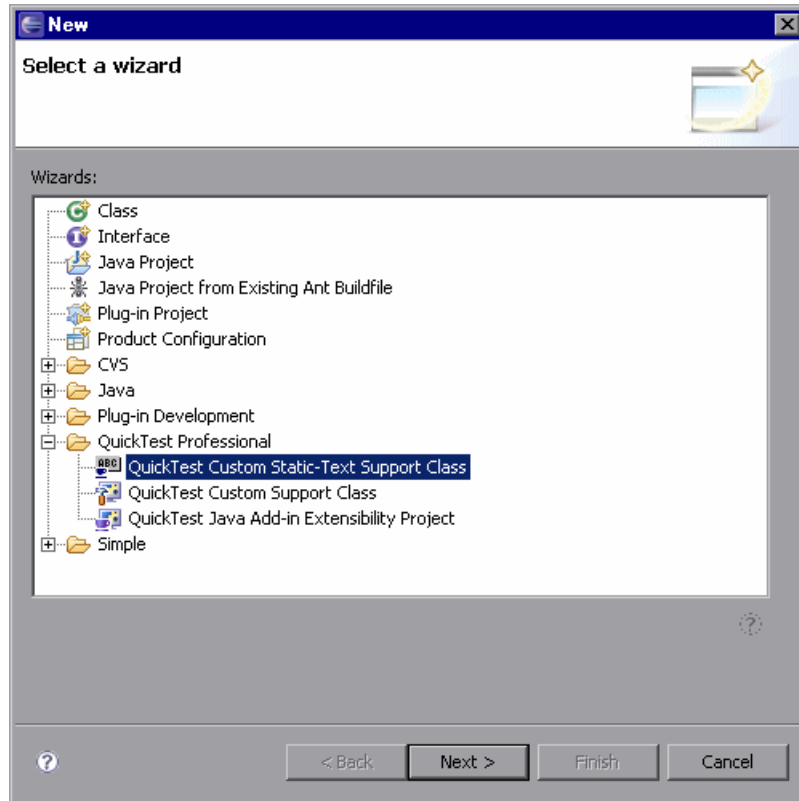 New
Select a wizard
Wizards:
Class
Interface
Java Project
Java Project from Existing Ant Buildfile
Plug-in Project
Product Configuration
CVS
Java
Plug-in Development
QuickTest Professional
ABC QuickTest Custom Static-Text Support Class
QuickTest Custom Support Class
QuickTest Java Add-in Extensibility Project
Simple
< Back Next > Finish Cancel